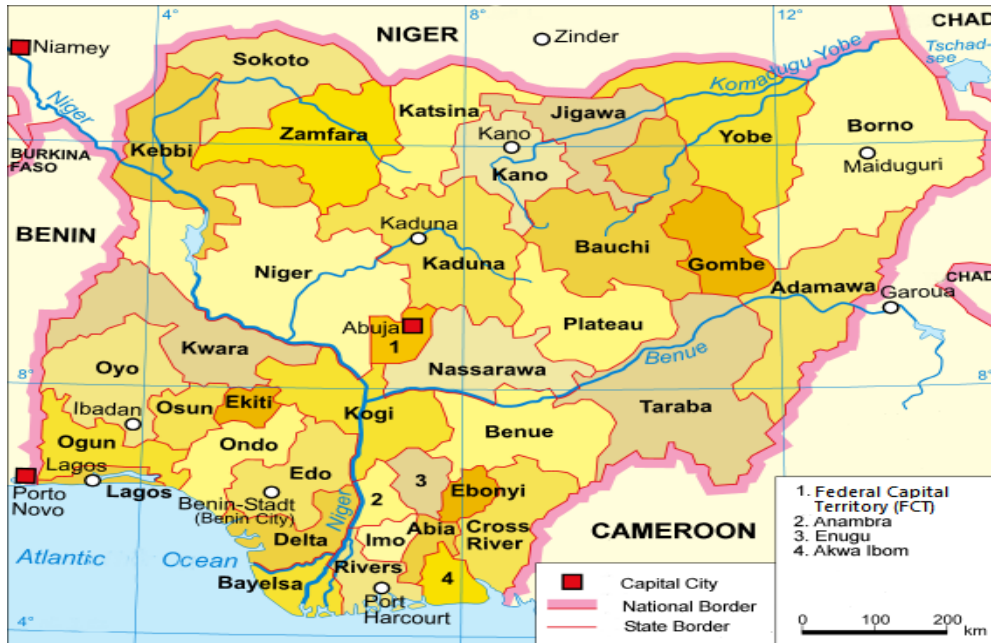 4°
8°
12°
CHAD
Niamey
NIGER
Zinder
Tschad-
see
Sokoto
Komadugu Yobe
Niger
Katsina
Jigawa
Zamfara
Kano
Yobe
Borno
Kebbi
BURKINA
FASO
Maiduguri
Kano
Kaduna
BENIN
Bauchi
Niger
Kaduna
Gombe
CHAD
Adamawa
Garoua
Abuja
1
Plateau
Kwara
Benue
Nassarawa
Oyo
8°
8°
Ekiti
Taraba
Ibadan
Osun
Kogi
Benue
Ogun
Ondo
Lagos
Edo
3
Ebonyi
Porto
Novo
Lagos
Benin-Stadt
(Benin City)
Niger
2
Abia
Cross
River
CAMEROON
Delta
Imo
Atlantic Ocean
Rivers
Bayelsa
4
Port
Harcourt
4°
4°
8°
1. Federal Capital
Territory (FCT)
2. Anambra
3. Enugu
4. Akwa Ibom
Capital City
National Border
State Border
0 100 200
km